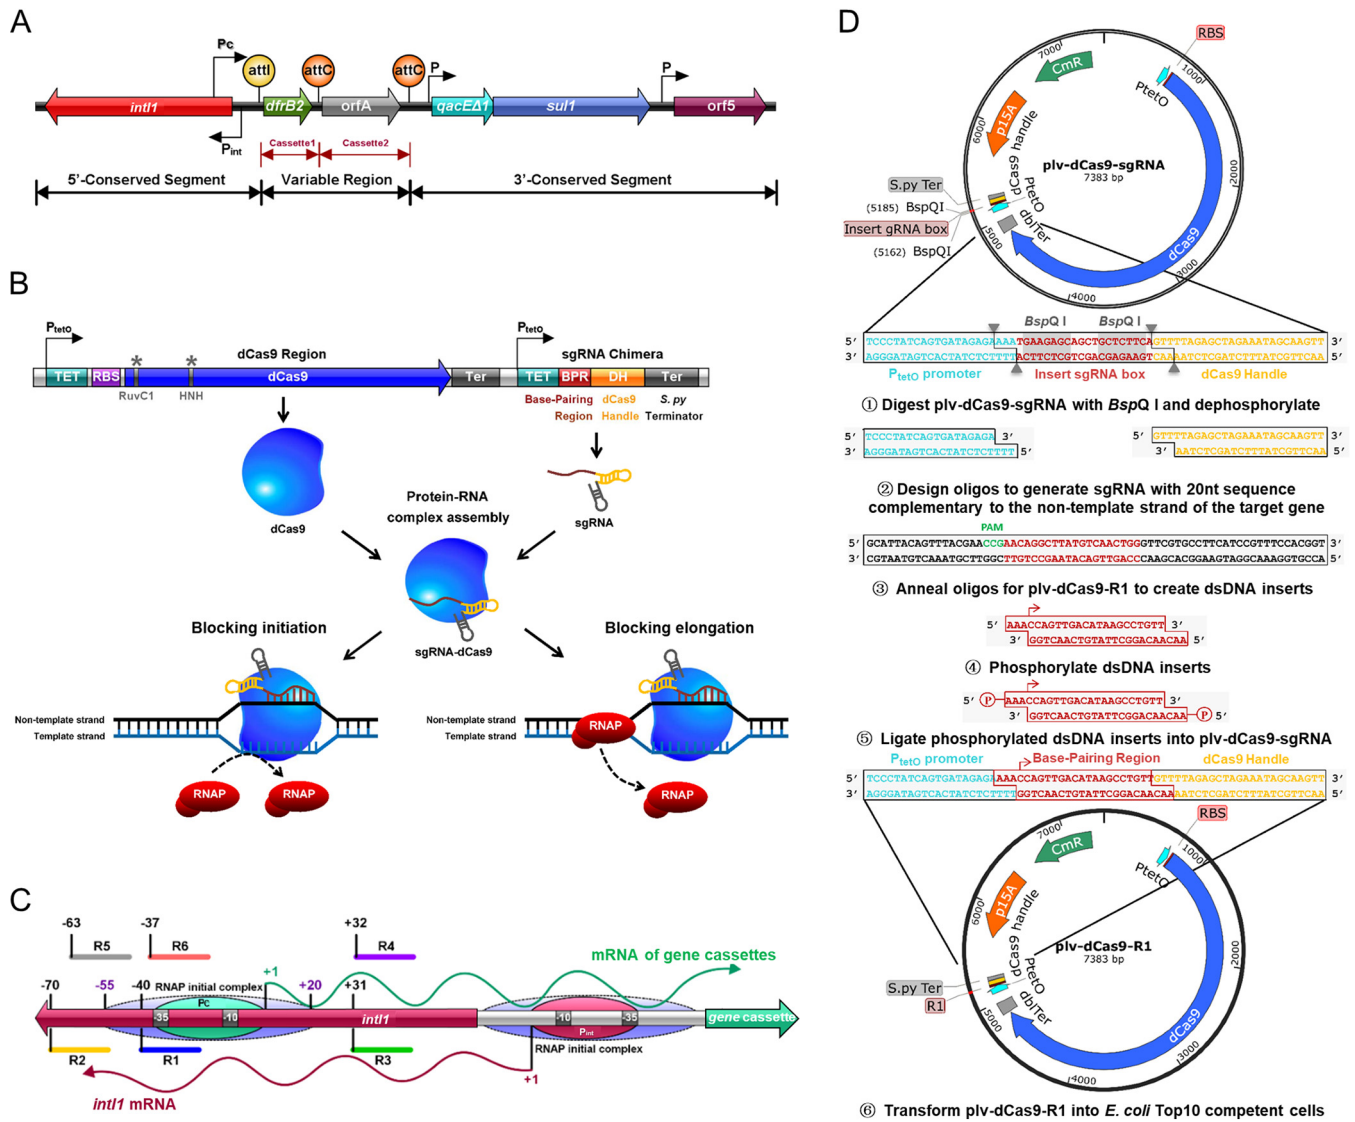 A
Pc
attI
attC
attC
P
P
intI1
dfrB2
orfA
qacEΔ1
sul1
orf5
Pint
Cassette1
Cassette2
5'-Conserved Segment
Variable Region
3'-Conserved Segment
B
PtetO
PtetO
dCas9 Region
sgRNA Chimera
TET
RBS
dCas9
Ter
TET
BPR
DH
Ter
RuvC1
HNH
Base-Pairing
Region
dCas9
Handle
S. py
Terminator
dCas9
Protein-RNA
complex assembly
sgRNA
sgRNA-dCas9
Blocking initiation
Blocking elongation
Non-template strand
Template strand
RNAP
RNAP
Non-template strand
Template strand
RNAP
RNAP
C
-63
R5
-37
R6
+32
R4
mRNA of gene cassettes
-70
-55
-40
RNAP initial complex
+1
+20
+31
Pc
-35
-10
intI1
-10
-35
Pint
gene cassette
R2
R1
R3
RNAP initial complex
+1
intI1 mRNA
D
RBS
7000
CmR
1000
PtetO
6000
p15A
pCas9 handle
plv-dCas9-sgRNA
7383 bp
2000
S.py Ter
(5185) BspQI
Insert gRNA box
(5162) BspQI
PtetO
dblTer
5000
dCas9
3000
4000
BspQ I
BspQ I
5' TCCCTATCAGTGATAGAGAAAATGAAGAGCAGCTGCTCTTCAGTTTTAGAGCTAGAAATAGCAAGTT 3'
3' AGGGATAGTCACTATCTCTTTTACTTCTCGTCGACGAGAAGTCAAAATCTCGATCTTTATCGTTCAA 5'
PtetO promoter
Insert sgRNA box
dCas9 Handle
① Digest plv-dCas9-sgRNA with BspQ I and dephosphorylate
5' TCCCTATCAGTGATAGAGA 3'
3' AGGGATAGTCACTATCTCTTTT 5'
5' GTTTTAGAGCTAGAAATAGCAAGTT 3'
3' AATCTCGATCTTTATCGTTCAA 5'
② Design oligos to generate sgRNA with 20nt sequence
complementary to the non-template strand of the target gene
PAM
5' GCATTACAGTTTACGAACCGAACAGGCTTATGTCAACTGGGTTCGTGCCTTCATCCGTTTCCACGGT 3'
3' CGTAATGTCAAATGCTTGGCTTGTCCGAATACAGTTGACCCAAGCACGGAAGTAGGCAAAGGTGCCA 5'
③ Anneal oligos for plv-dCas9-R1 to create dsDNA inserts
5' AAACCAGTTGACATAAGCCTGTT 3'
3' GGTCAACTGTATTCGGACAACAA 5'
④ Phosphorylate dsDNA inserts
5' P AAACCAGTTGACATAAGCCTGTT 3'
3' GGTCAACTGTATTCGGACAACAA P 5'
⑤ Ligate phosphorylated dsDNA inserts into plv-dCas9-sgRNA
PtetO promoter
Base-Pairing Region
dCas9 Handle
5' TCCCTATCAGTGATAGAGAAAACCAGTTGACATAAGCCTGTTGTTTTAGAGCTAGAAATAGCAAGTT 3'
3' AGGGATAGTCACTATCTCTTTTGGTCAACTGTATTCGGACAACAAAATCTCGATCTTTATCGTTCAA 5'
RBS
7000
CmR
1000
PtetO
6000
p15A
pCas9 handle
plv-dCas9-R1
7383 bp
2000
S.py Ter
R1
PtetO
dblTer
5000
dCas9
3000
4000
⑥ Transform plv-dCas9-R1 into E. coli Top10 competent cells